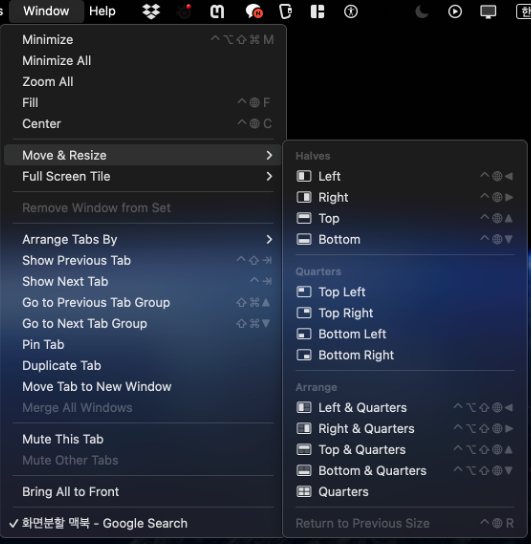 Window Help
Minimize ⌃⌥⇧⌘ M
Minimize All
Zoom All
Fill ⌃🌐 F
Center ⌃🌐 C
Move & Resize
Full Screen Tile
Remove Window from Set
Arrange Tabs By
Show Previous Tab ⌃⇧⇥
Show Next Tab ⌃⇥
Go to Previous Tab Group ⇧⌘▲
Go to Next Tab Group ⇧⌘▼
Pin Tab
Duplicate Tab
Move Tab to New Window
Merge All Windows
Mute This Tab
Mute Other Tabs
Bring All to Front
✓ 화면분할 맥북 - Google Search
Halves
Left ⌃🌐◀
Right ⌃🌐▶
Top ⌃🌐▲
Bottom ⌃🌐▼
Quarters
Top Left
Top Right
Bottom Left
Bottom Right
Arrange
Left & Quarters ⌃⌥⇧🌐◀
Right & Quarters ⌃⌥⇧🌐▶
Top & Quarters ⌃⌥⇧🌐▲
Bottom & Quarters ⌃⌥⇧🌐▼
Quarters
Return to Previous Size ⌃🌐 R